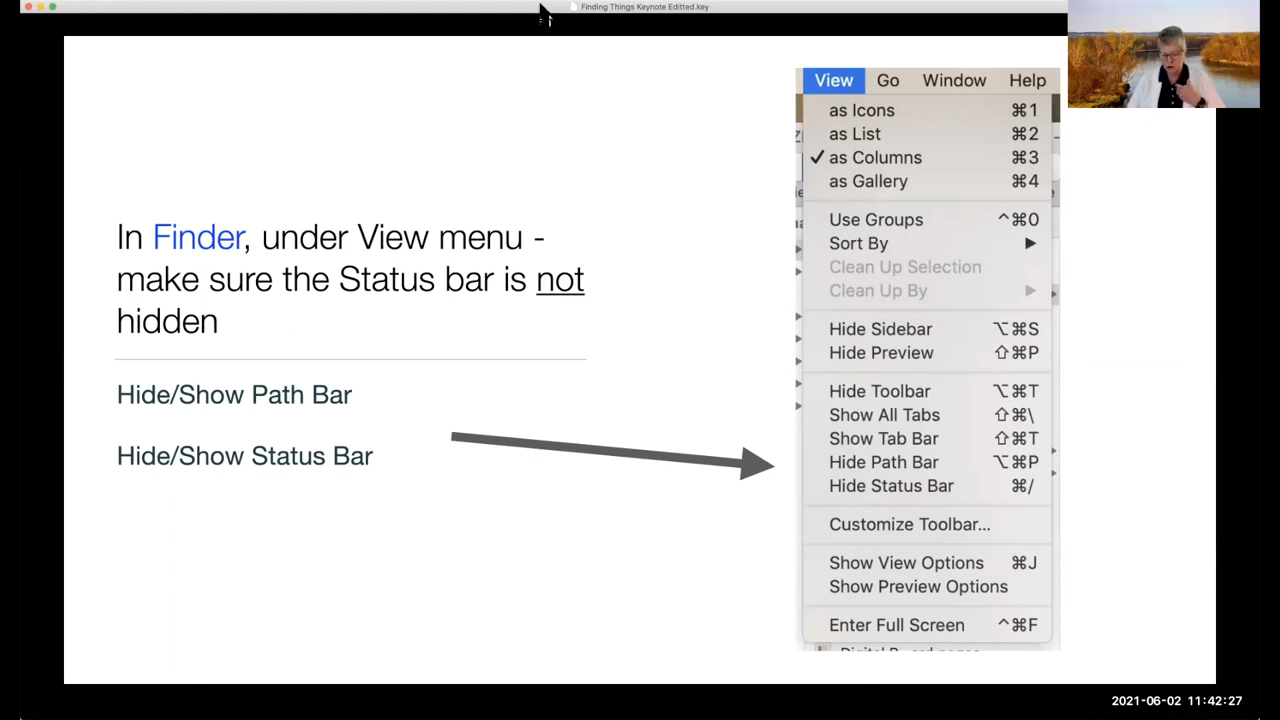 Finding Things Keynote Editted.key
In Finder, under View menu -
make sure the Status bar is not
hidden
Hide/Show Path Bar
Hide/Show Status Bar
View Go Window Help
as Icons ⌘1
as List ⌘2
✓ as Columns ⌘3
as Gallery ⌘4
Use Groups ^⌘0
Sort By ▶
Clean Up Selection
Clean Up By ▶
Hide Sidebar ⌥⌘S
Hide Preview ⇧⌘P
Hide Toolbar ⌥⌘T
Show All Tabs ⇧⌘\
Show Tab Bar ⇧⌘T
Hide Path Bar ⌥⌘P
Hide Status Bar ⌘/
Customize Toolbar...
Show View Options ⌘J
Show Preview Options
Enter Full Screen ^⌘F
2021-06-02 11:42:27